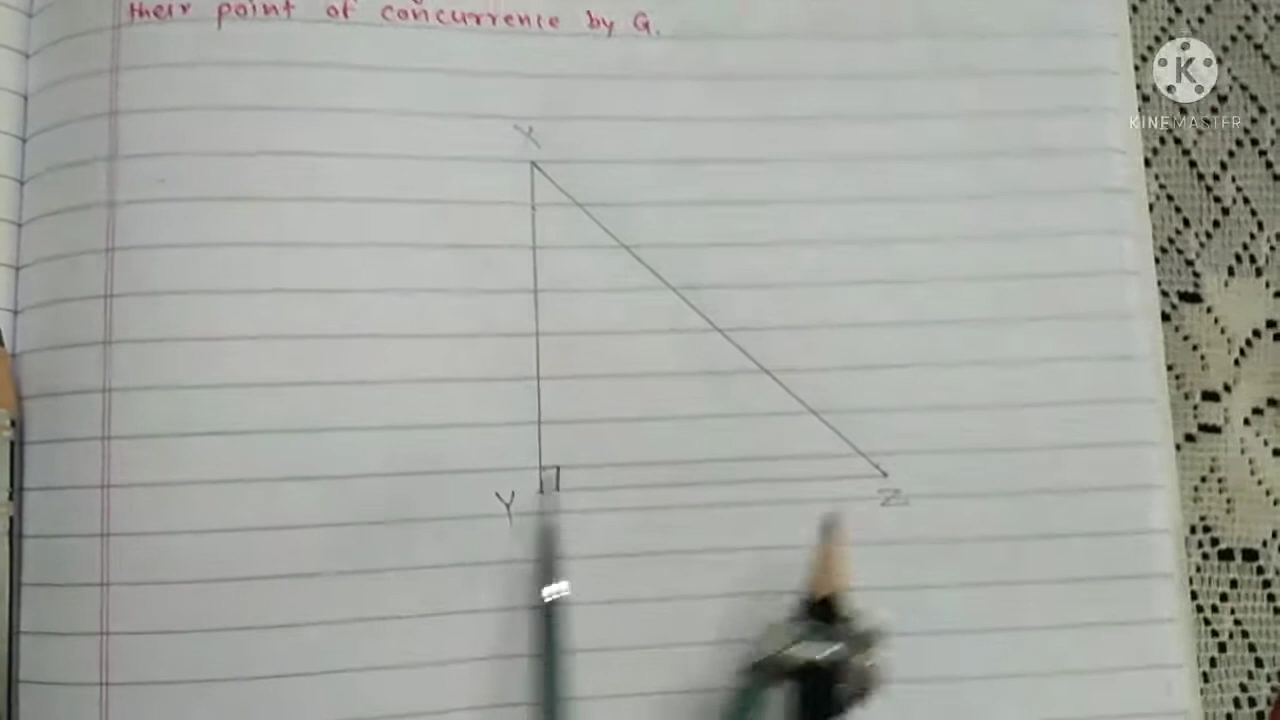 their point of concurrence by G.
K
KINEMASTER
X
Y
Z